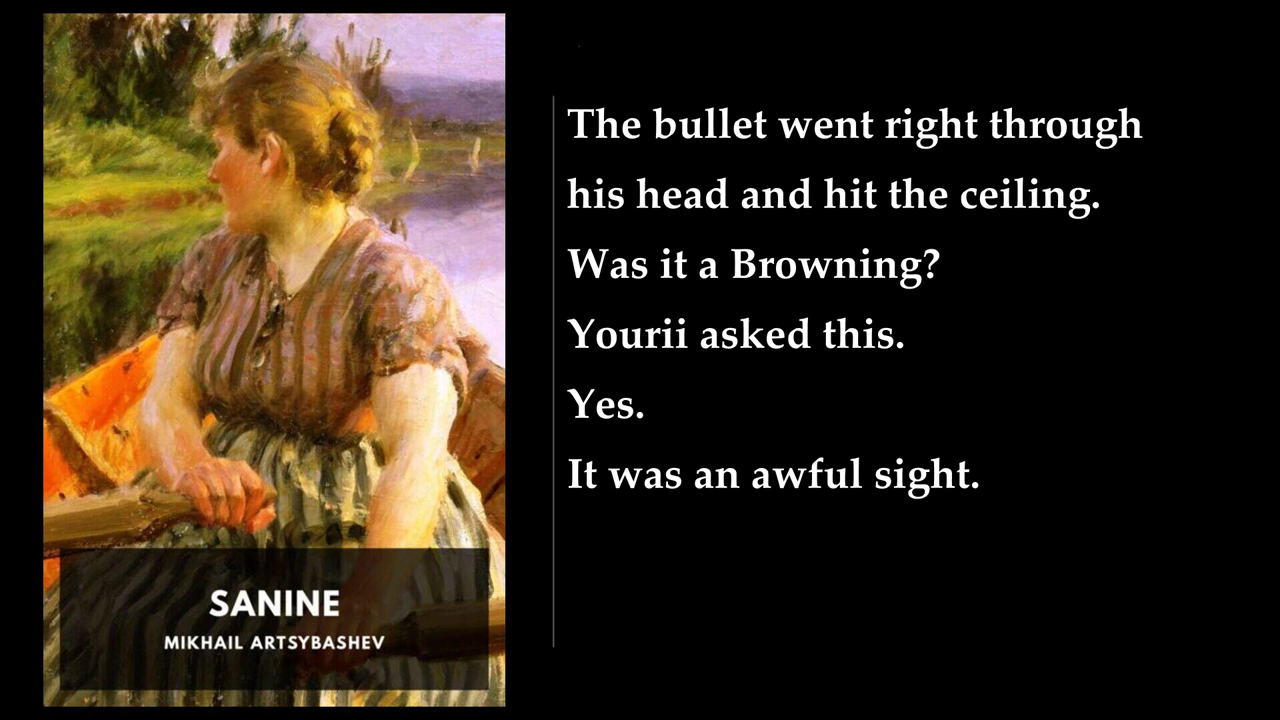 The bullet went right through
his head and hit the ceiling.
Was it a Browning?
Yourii asked this.
Yes.
It was an awful sight.
SANINE
MIKHAIL ARTSYBASHEV